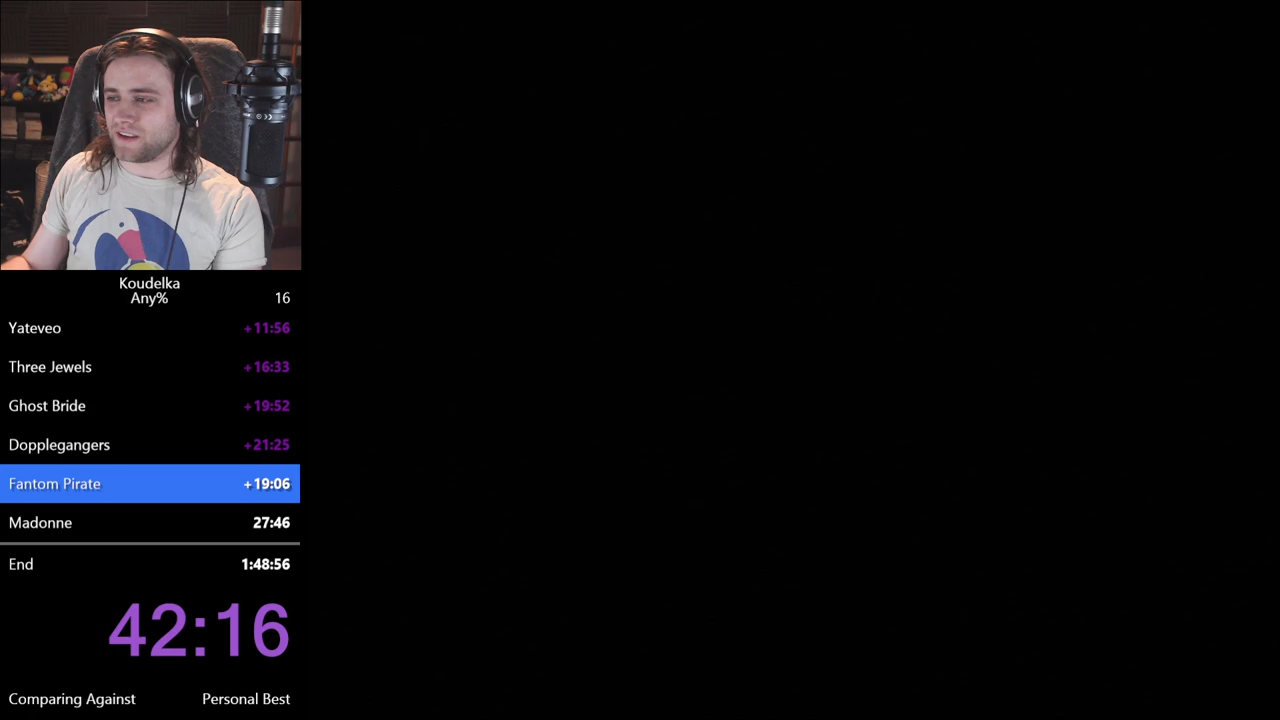 Koudelka
Any% 16
Yateveo +11:56
Three Jewels +16:33
Ghost Bride +19:52
Dopplegangers +21:25
Fantom Pirate +19:06
Madonne 27:46
End 1:48:56
42:16
Comparing Against Personal Best